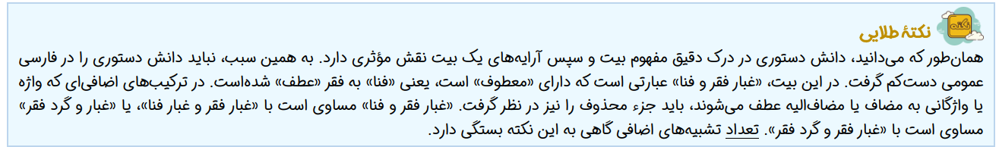 نکته
نکتهٔ طلایی
همان‌طور که می‌دانید، دانش دستوری در درک دقیق مفهوم بیت و سپس آرایه‌های یک بیت نقش مؤثری دارد. به همین سبب، نباید دانش دستوری را در فارسی
عمومی دست‌کم گرفت. در این بیت، «غبار فقر و فنا» عبارتی است که دارای «معطوف» است، یعنی «فنا» به فقر «عطف» شده‌است. در ترکیب‌های اضافی‌ای که واژه
یا واژگانی به مضاف یا مضاف‌الیه عطف می‌شوند، باید جزء محذوف را نیز در نظر گرفت. «غبار فقر و فنا» مساوی است با «غبار فقر و غبار فنا»، یا «غبار و گرد فقر»
مساوی است با «غبار فقر و گرد فقر». تعداد تشبیه‌های اضافی گاهی به این نکته بستگی دارد.